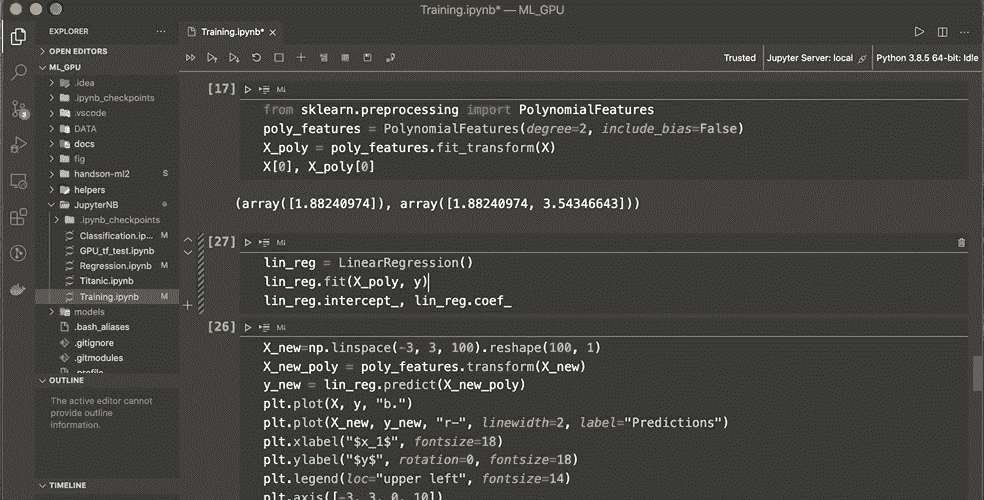 Training.ipynb* — ML_GPU
EXPLORER
Training.ipynb*
OPEN EDITORS
ML_GPU
.idea
.ipynb_checkpoints
.vscode
DATA
docs
fig
handson-ml2 S
helpers
JupyterNB
.ipynb_checkpoints
Classification.ip... M
GPU_tf_test.ipynb
Regression.ipynb M
Titanic.ipynb
Training.ipynb M
models
.bash_aliases
.gitignore
.gitmodules
.profile
OUTLINE
The active editor cannot
provide outline
information.
TIMELINE
3
Trusted
Jupyter Server: local
Python 3.8.5 64-bit: Idle
[17]
M↓
from sklearn.preprocessing import PolynomialFeatures
poly_features = PolynomialFeatures(degree=2, include_bias=False)
X_poly = poly_features.fit_transform(X)
X[0], X_poly[0]
(array([1.88240974]), array([1.88240974, 3.54346643]))
[27]
M↓
lin_reg = LinearRegression()
lin_reg.fit(X_poly, y)
lin_reg.intercept_, lin_reg.coef_
[26]
M↓
X_new=np.linspace(-3, 3, 100).reshape(100, 1)
X_new_poly = poly_features.transform(X_new)
y_new = lin_reg.predict(X_new_poly)
plt.plot(X, y, "b.")
plt.plot(X_new, y_new, "r-", linewidth=2, label="Predictions")
plt.xlabel("$x_1$", fontsize=18)
plt.ylabel("$y$", rotation=0, fontsize=18)
plt.legend(loc="upper left", fontsize=14)
plt.axis([-3, 3, 0, 10])